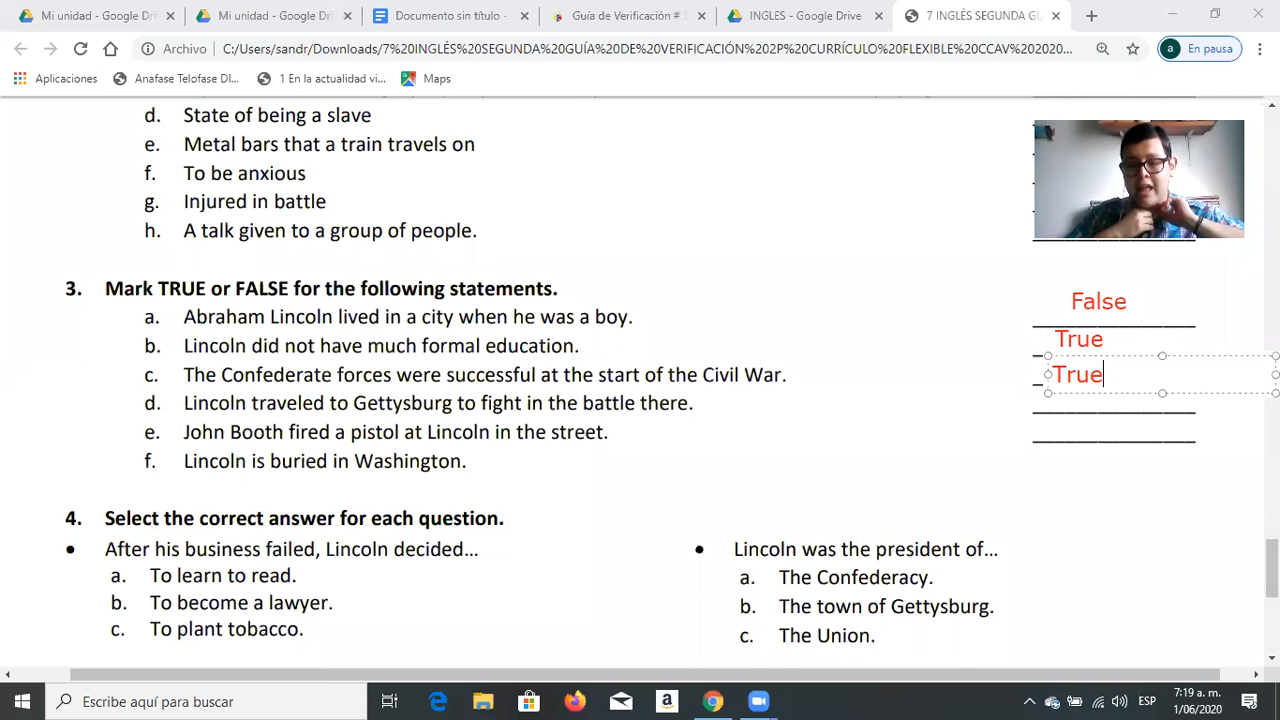 Mi unidad - Google Dri
Mi unidad - Google Dri
Documento sin título -
Guía de Verificación #
INGLES - Google Drive
7 INGLÉS SEGUNDA GU
Archivo
C:/Users/sandr/Downloads/7%20INGLÉS%20SEGUNDA%20GUÍA%20DE%20VERIFICACIÓN%202P%20CURRÍCULO%20FLEXIBLE%20CCAV%202020...
a
En pausa
Aplicaciones
Anafase Telofase DI...
1 En la actualidad vi...
Maps
d. State of being a slave
e. Metal bars that a train travels on
f. To be anxious
g. Injured in battle
h. A talk given to a group of people.
3. Mark TRUE or FALSE for the following statements.
a. Abraham Lincoln lived in a city when he was a boy.
False
b. Lincoln did not have much formal education.
True
c. The Confederate forces were successful at the start of the Civil War.
True
d. Lincoln traveled to Gettysburg to fight in the battle there.
e. John Booth fired a pistol at Lincoln in the street.
f. Lincoln is buried in Washington.
4. Select the correct answer for each question.
• After his business failed, Lincoln decided...
a. To learn to read.
b. To become a lawyer.
c. To plant tobacco.
• Lincoln was the president of...
a. The Confederacy.
b. The town of Gettysburg.
c. The Union.
Escribe aquí para buscar
ESP
7:19 a. m.
1/06/2020